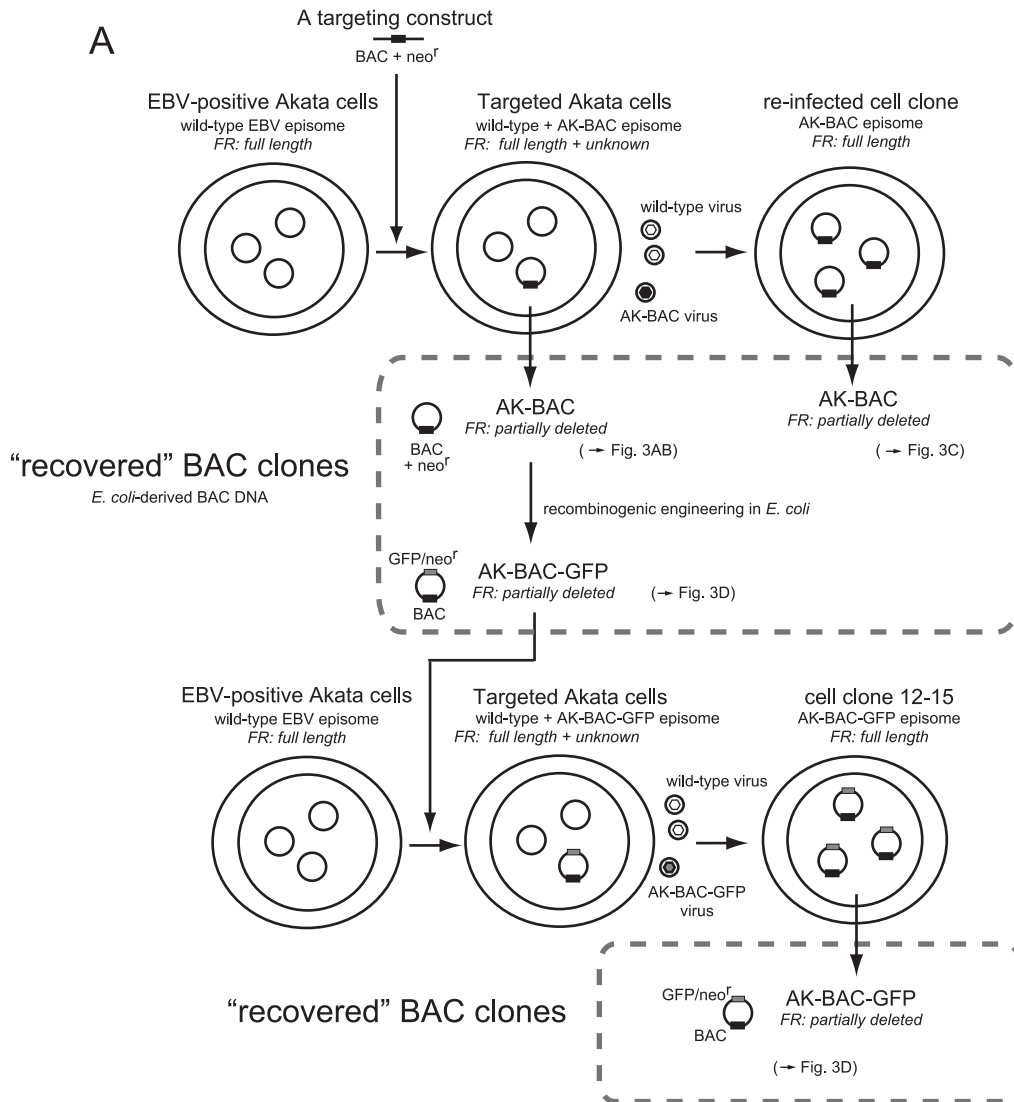 A
A targeting construct
BAC + neoʳ
EBV-positive Akata cells
wild-type EBV episome
FR: full length
Targeted Akata cells
wild-type + AK-BAC episome
FR: full length + unknown
re-infected cell clone
AK-BAC episome
FR: full length
wild-type virus
AK-BAC virus
"recovered" BAC clones
E. coli-derived BAC DNA
BAC
+ neoʳ
AK-BAC
FR: partially deleted
( → Fig. 3AB)
AK-BAC
FR: partially deleted
( → Fig. 3C)
recombinogenic engineering in E. coli
GFP/neoʳ
BAC
AK-BAC-GFP
FR: partially deleted
(→ Fig. 3D)
EBV-positive Akata cells
wild-type EBV episome
FR: full length
Targeted Akata cells
wild-type + AK-BAC-GFP episome
FR: full length + unknown
cell clone 12-15
AK-BAC-GFP episome
FR: full length
wild-type virus
AK-BAC-GFP
virus
"recovered" BAC clones
GFP/neoʳ
BAC
AK-BAC-GFP
FR: partially deleted
(→ Fig. 3D)